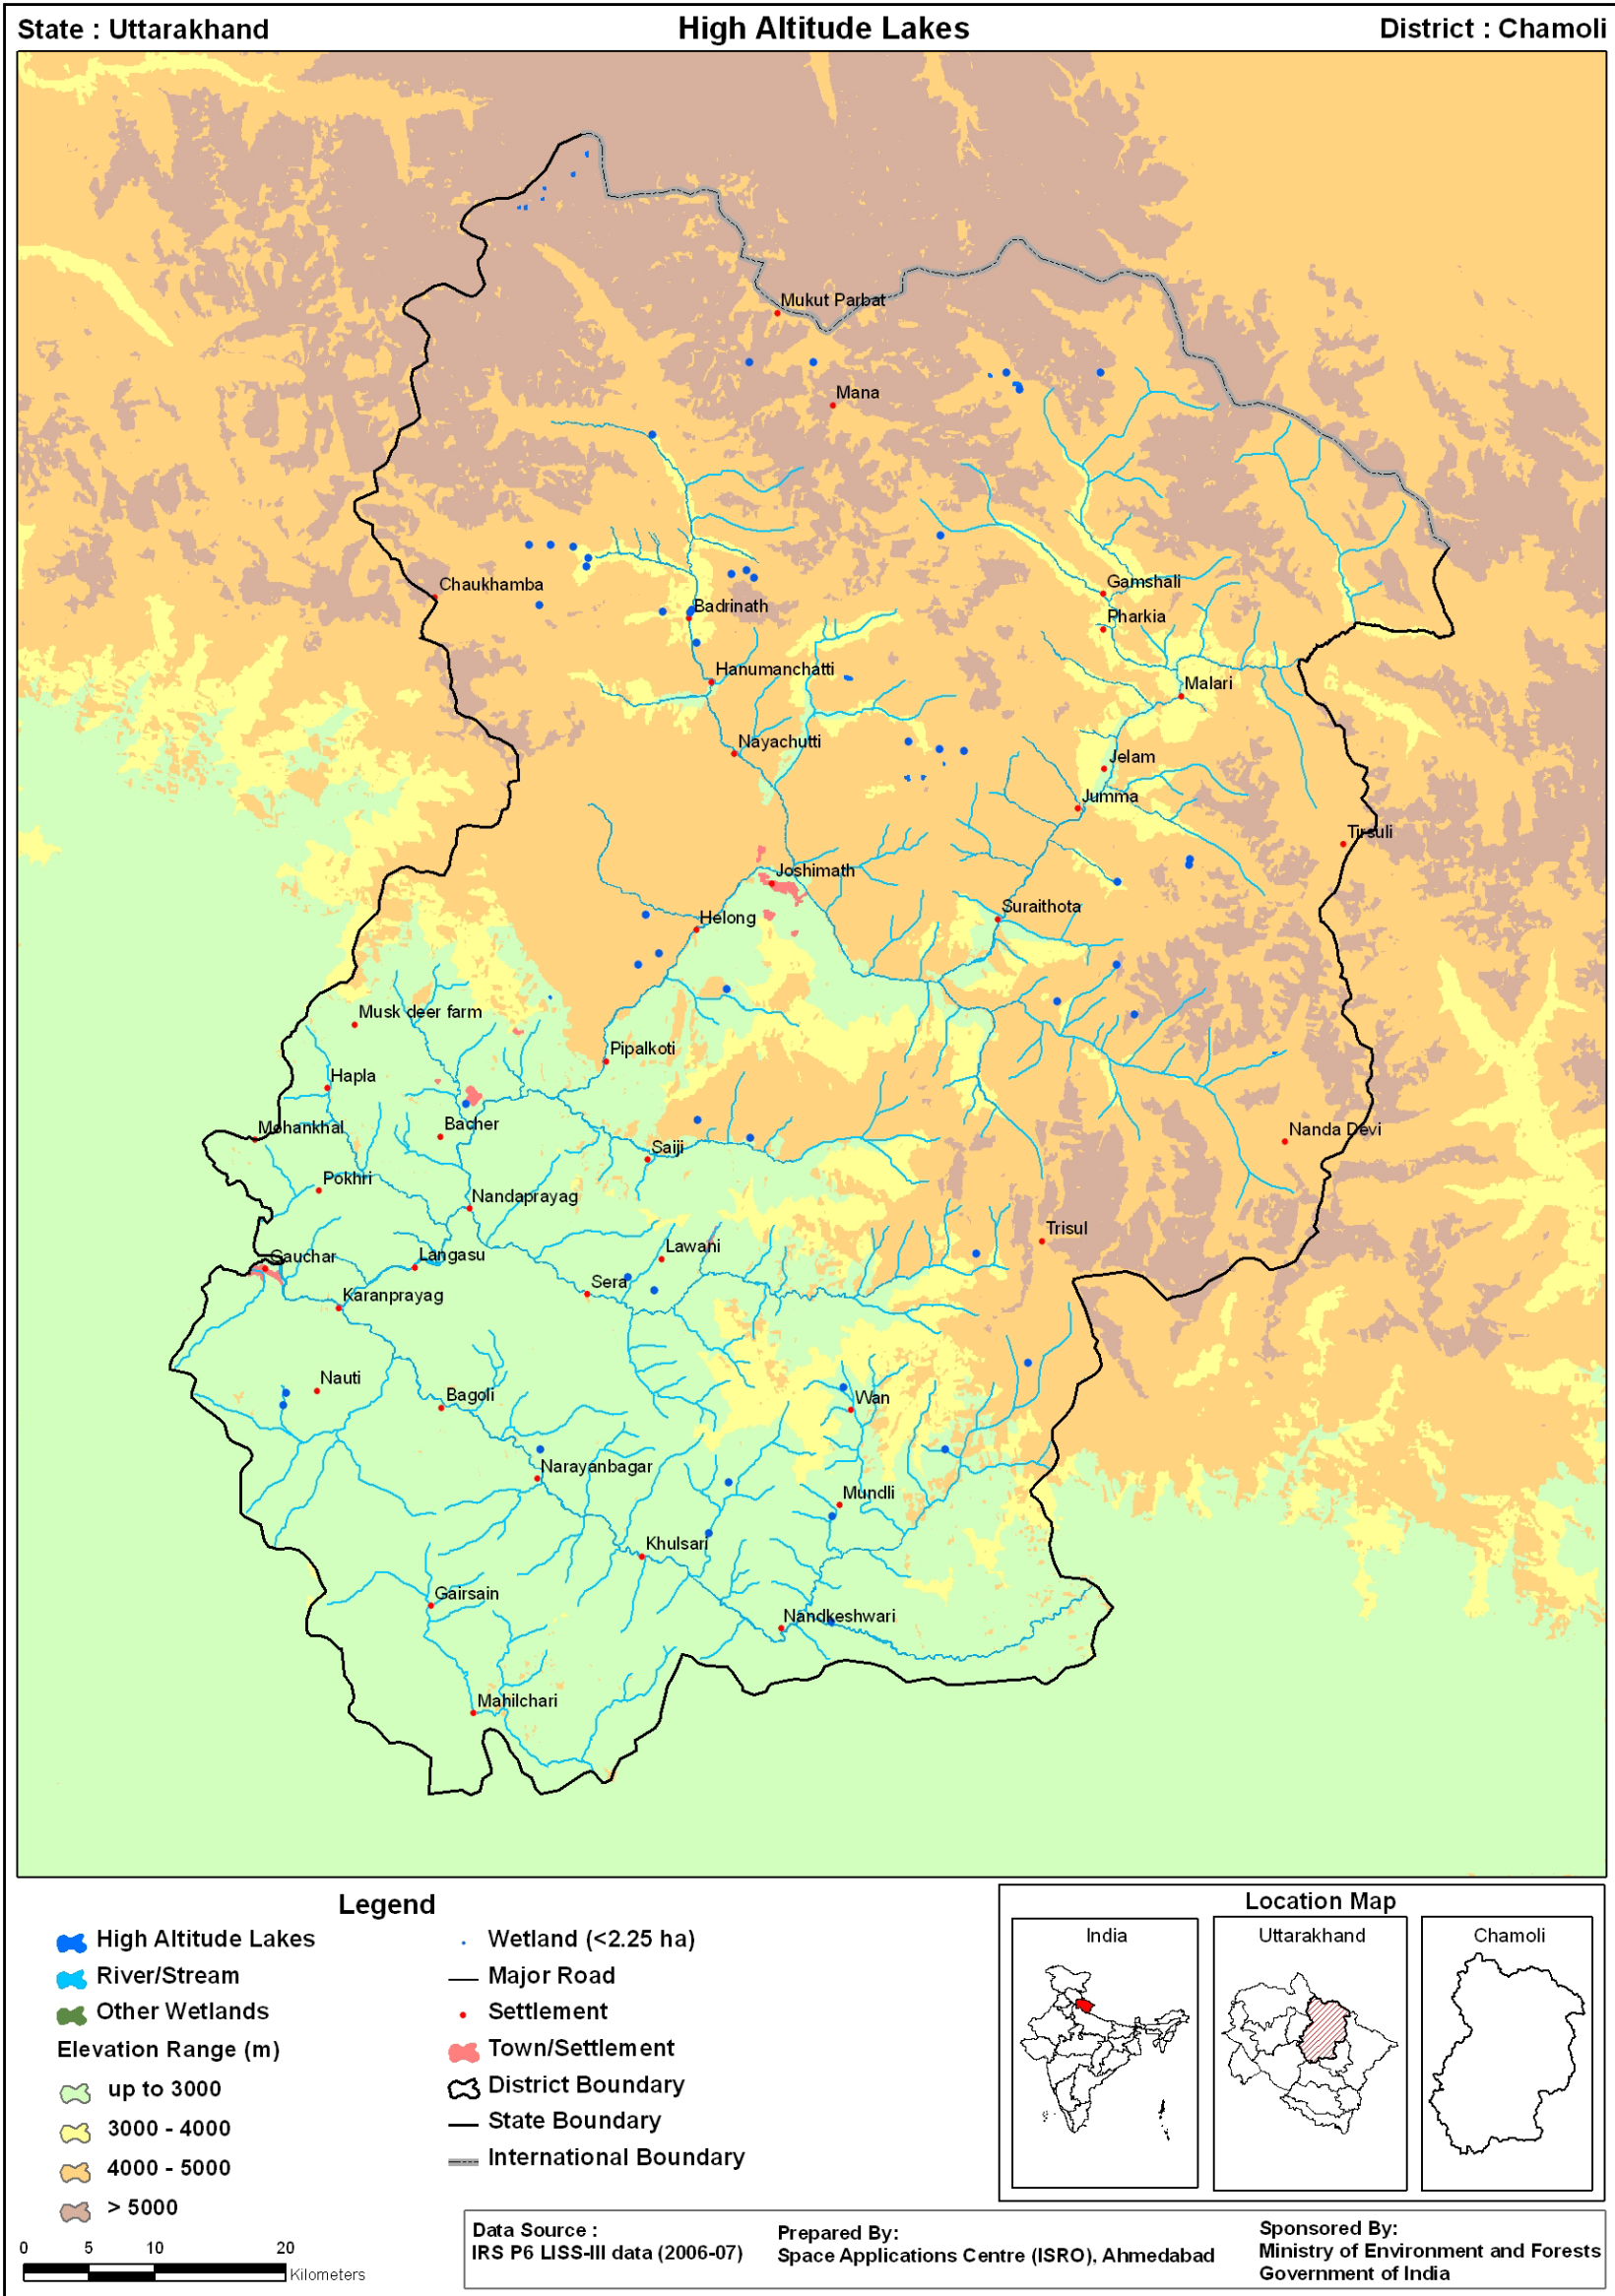 State : Uttarakhand
High Altitude Lakes
District : Chamoli
Mukut Parbat
Mana
Chaukhamba
Badrinath
Gamshali
Pharkia
Hanumanchatti
Malari
Nayachutti
Jelam
Jumma
Tirsuli
Joshimath
Suraithota
Helong
Musk deer farm
Pipalkoti
Hapla
Bacher
Mohankhal
Nanda Devi
Saiji
Pokhri
Nandaprayag
Trisul
Lawani
Gauchar
Langasu
Sera
Karanprayag
Nauti
Bagoli
Wan
Narayanbagar
Mundli
Khulsari
Gairsain
Nandkeshwari
Mahilchari
Legend
High Altitude Lakes
River/Stream
Other Wetlands
Elevation Range (m)
up to 3000
3000 - 4000
4000 - 5000
> 5000
Wetland (<2.25 ha)
Major Road
Settlement
Town/Settlement
District Boundary
State Boundary
International Boundary
0 5 10 20
Kilometers
Location Map
India
Uttarakhand
Chamoli
Data Source :
IRS P6 LISS-III data (2006-07)
Prepared By:
Space Applications Centre (ISRO), Ahmedabad
Sponsored By:
Ministry of Environment and Forests
Government of India